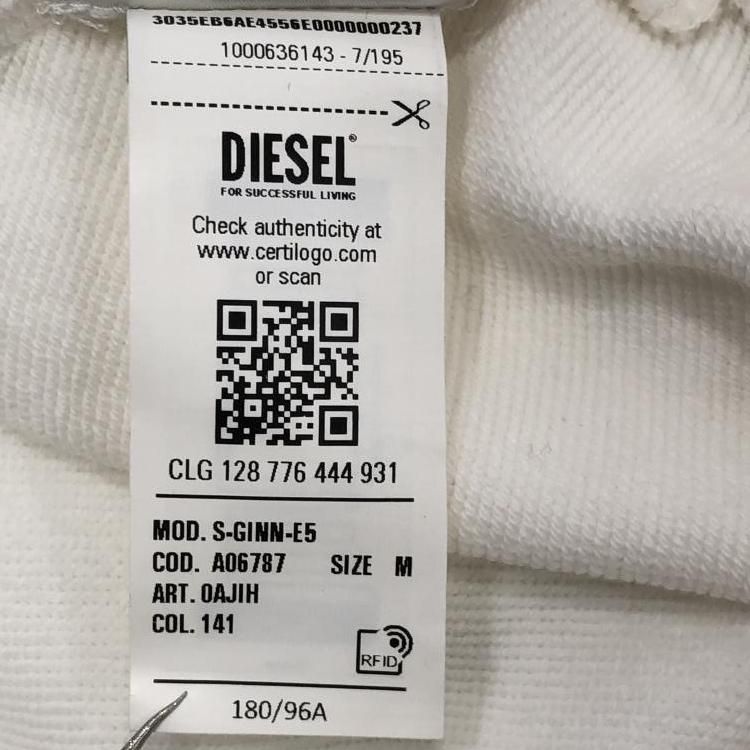 3035EB6AE4556E0000000237
1000636143 - 7/195
DIESEL®
FOR SUCCESSFUL LIVING
Check authenticity at
www.certilogo.com
or scan
CLG 128 776 444 931
MOD. S-GINN-E5
COD. A06787 SIZE M
ART. 0AJIH
COL. 141
RFID
180/96A